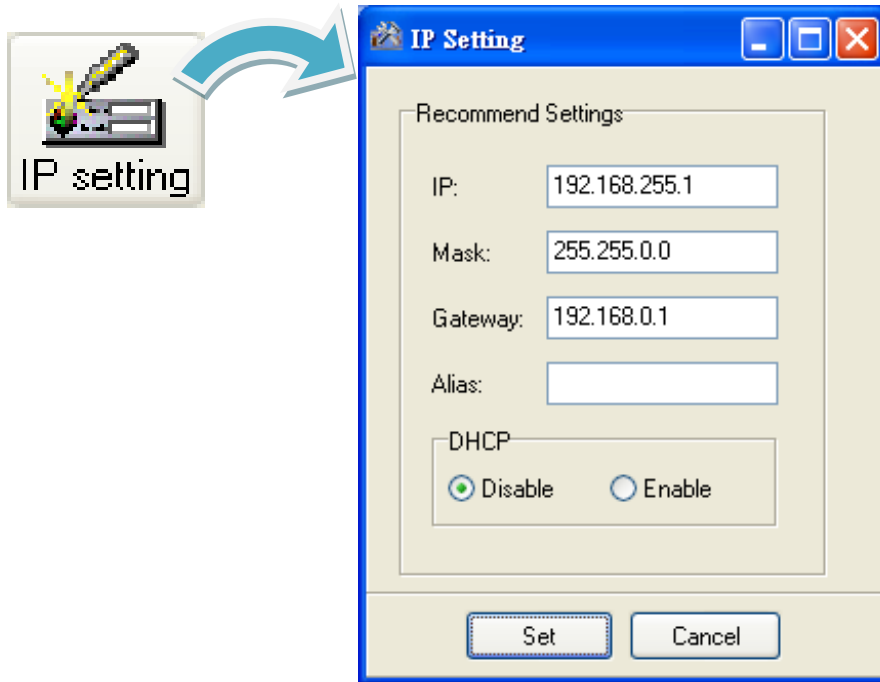 IP setting
IP Setting
Recommend Settings
IP: 192.168.255.1
Mask: 255.255.0.0
Gateway: 192.168.0.1
Alias:
DHCP
Disable Enable
Set Cancel